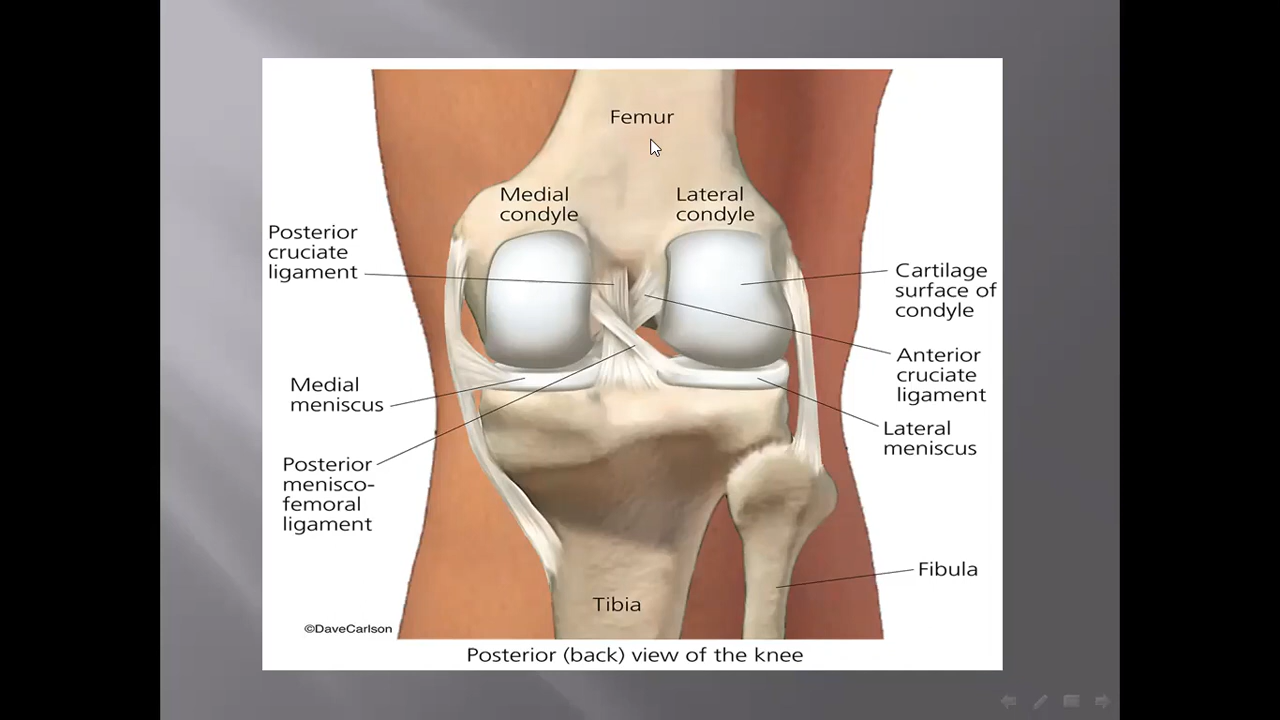 Femur
Medial
condyle
Lateral
condyle
Posterior
cruciate
ligament
Cartilage
surface of
condyle
Anterior
cruciate
ligament
Medial
meniscus
Lateral
meniscus
Posterior
menisco-
femoral
ligament
Fibula
Tibia
©DaveCarlson
Posterior (back) view of the knee